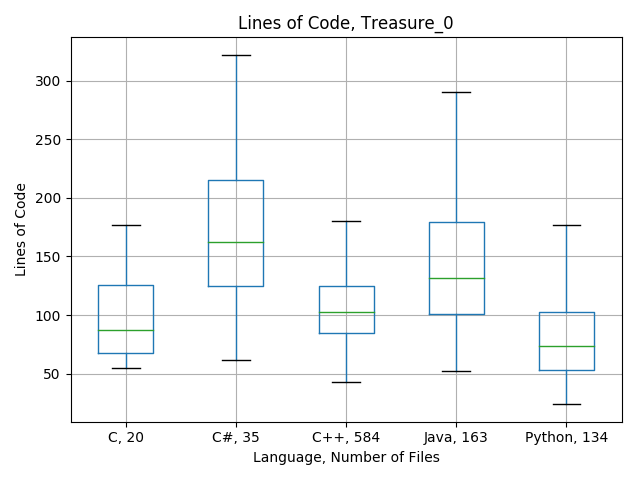 Lines of Code, Treasure_0
Lines of Code
300
250
200
150
100
50
C, 20
C#, 35
C++, 584
Java, 163
Python, 134
Language, Number of Files